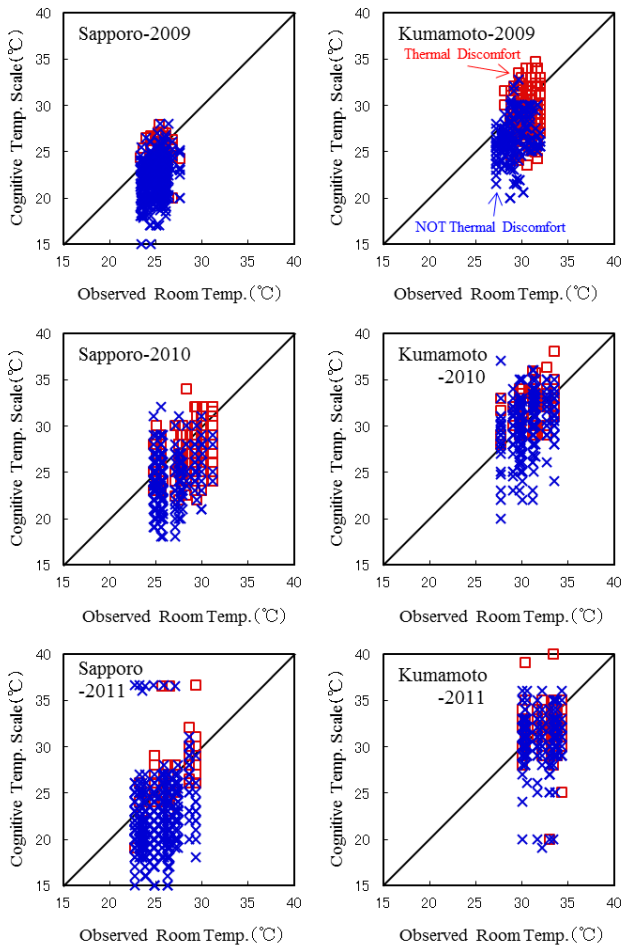 Sapporo-2009
Cognitive Temp. Scale(℃)
40
35
30
25
20
15
15 20 25 30 35 40
Observed Room Temp.(℃)
Kumamoto-2009
Thermal Discomfort
NOT Thermal Discomfort
Cognitive Temp. Scale(℃)
40
35
30
25
20
15
15 20 25 30 35 40
Observed Room Temp.(℃)
Sapporo-2010
Cognitive Temp. Scale(℃)
40
35
30
25
20
15
15 20 25 30 35 40
Observed Room Temp.(℃)
Kumamoto
-2010
Cognitive Temp. Scale(℃)
40
35
30
25
20
15
15 20 25 30 35 40
Observed Room Temp.(℃)
Sapporo
-2011
Cognitive Temp. Scale(℃)
40
35
30
25
20
15
15 20 25 30 35 40
Observed Room Temp.(℃)
Kumamoto
-2011
Cognitive Temp. Scale(℃)
40
35
30
25
20
15
15 20 25 30 35 40
Observed Room Temp.(℃)